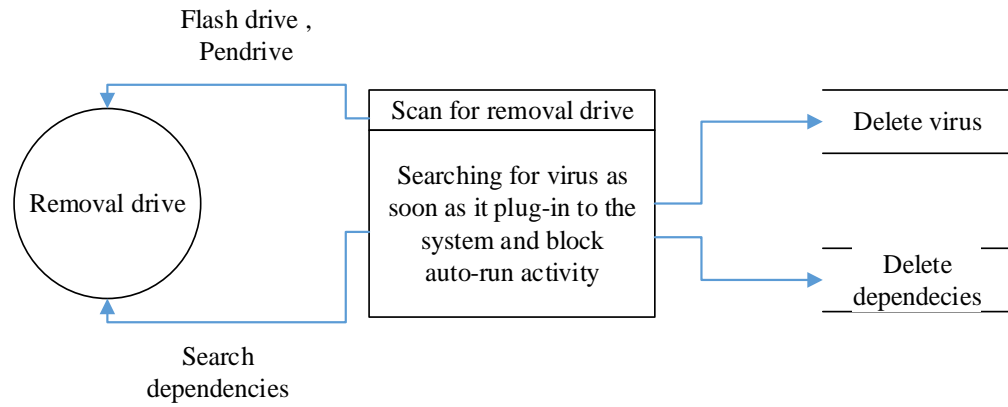 Flash drive ,
Pendrive
Scan for removal drive
Delete virus
Searching for virus as
soon as it plug-in to the
system and block
auto-run activity
Removal drive
Delete
dependecies
Search
dependencies